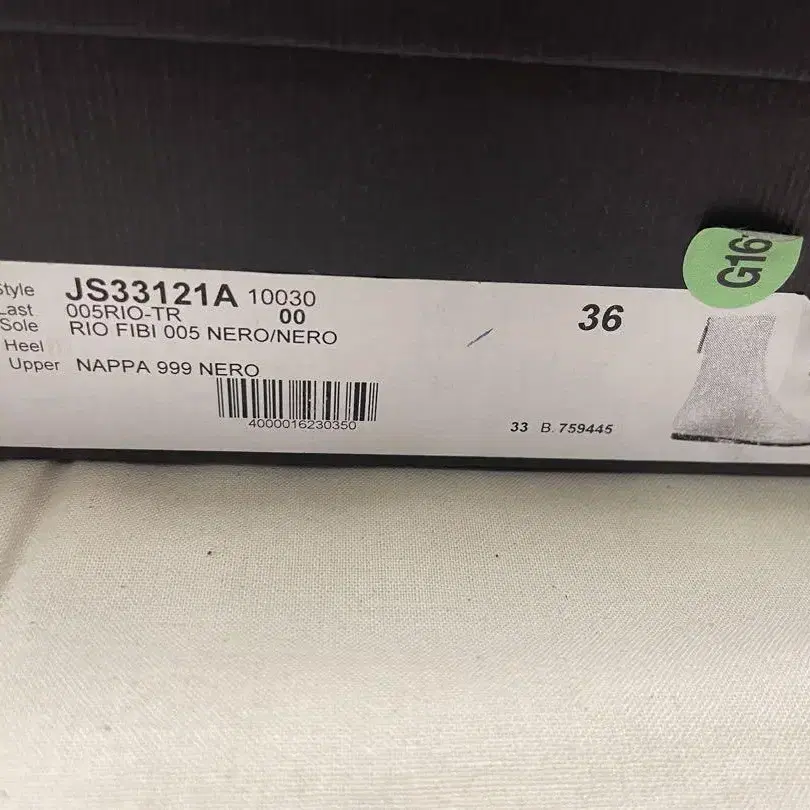 G16
Style JS33121A 10030
Last 005RIO-TR 00
Sole RIO FIBI 005 NERO/NERO
Heel
Upper NAPPA 999 NERO
36
4000016230350
33 B. 759445